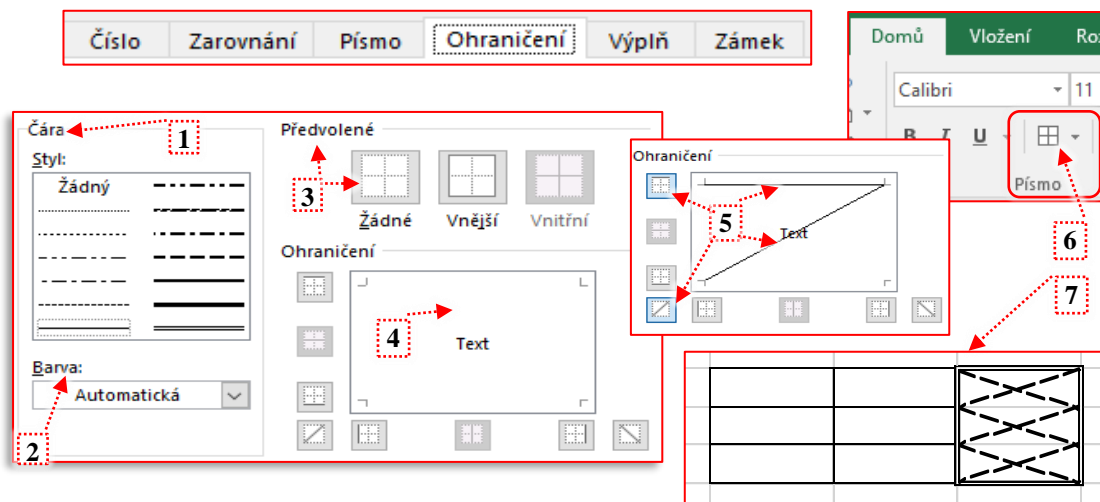 Číslo Zarovnání Písmo Ohraničení Výplň Zámek
Domů Vložení Roz
Calibri 11
B I U
Písmo
6
Čára
1
Styl:
Žádný
Barva:
Automatická
2
Předvolené
3
Žádné Vnější Vnitřní
Ohraničení
4
Text
Ohraničení
5
Text
7